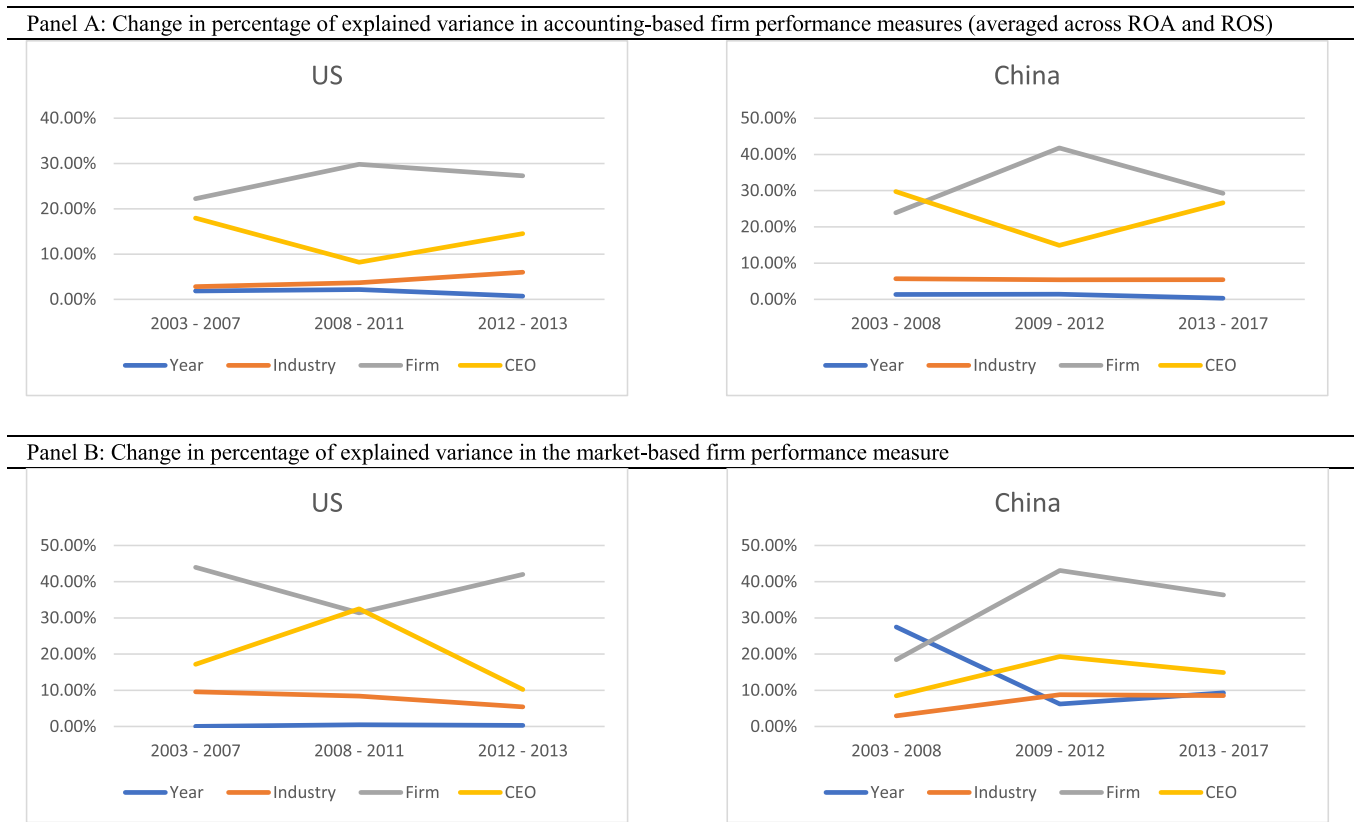 Panel A: Change in percentage of explained variance in accounting-based firm performance measures (averaged across ROA and ROS)
US
40.00%
30.00%
20.00%
10.00%
0.00%
2003 - 2007 2008 - 2011 2012 - 2013
Year Industry Firm CEO
China
50.00%
40.00%
30.00%
20.00%
10.00%
0.00%
2003 - 2008 2009 - 2012 2013 - 2017
Year Industry Firm CEO
Panel B: Change in percentage of explained variance in the market-based firm performance measure
US
50.00%
40.00%
30.00%
20.00%
10.00%
0.00%
2003 - 2007 2008 - 2011 2012 - 2013
Year Industry Firm CEO
China
50.00%
40.00%
30.00%
20.00%
10.00%
0.00%
2003 - 2008 2009 - 2012 2013 - 2017
Year Industry Firm CEO